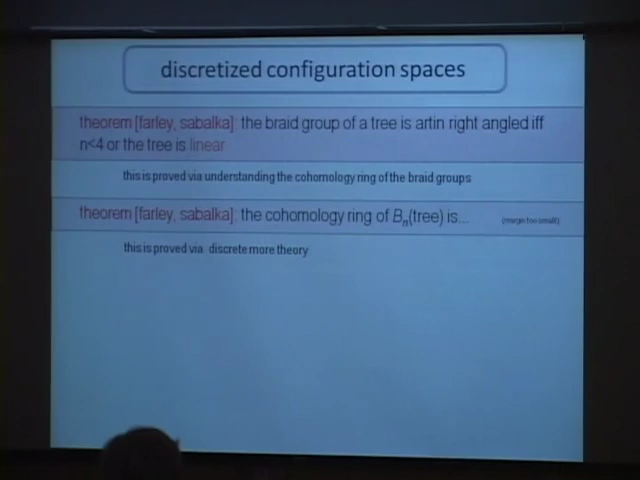 discretized configuration spaces
theorem [farley, sabalka]: the braid group of a tree is artin right angled iff
n<4 or the tree is linear
this is proved via understanding the cohomology ring of the braid groups
theorem [farley, sabalka]: the cohomology ring of Bn(tree) is... (margin too small)
this is proved via discrete more theory